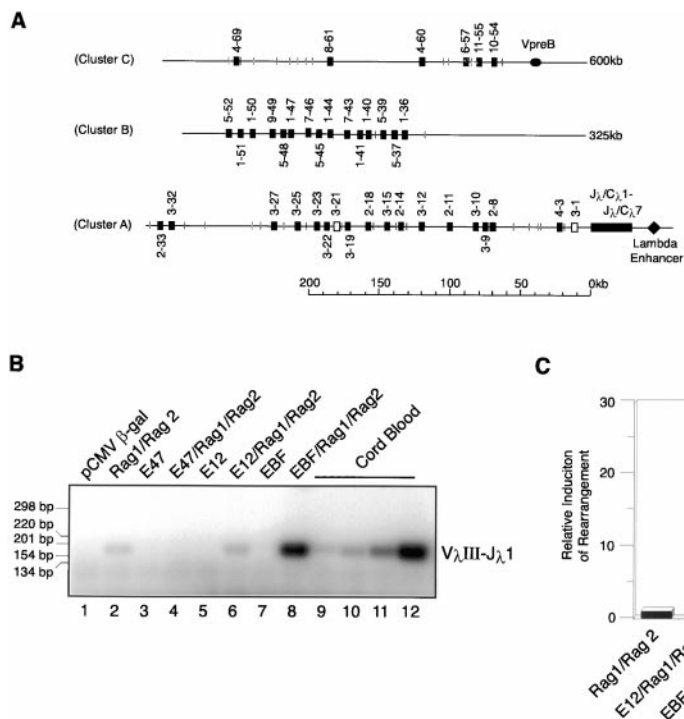 A
4-69 8-61 4-60 6-57 11-55 10-54 VpreB
(Cluster C) 600kb
5-52 1-50 9-49 1-47 7-46 1-44 7-43 1-40 5-39 1-36
(Cluster B) 325kb
1-51 5-48 5-45 1-41 5-37
3-32 3-27 3-25 3-23 3-21 2-18 3-15 2-14 3-12 2-11 3-10 2-8 4-3 3-1 Jλ/Cλ1-
Jλ/Cλ7
(Cluster A)
2-33 3-22 3-19 3-9 Lambda
Enhancer
200 150 100 50 0kb
B
pCMV β-gal
Rag1/Rag 2
E47
E47/Rag1/Rag2
E12
E12/Rag1/Rag2
EBF
EBF/Rag1/Rag2
Cord Blood
298 bp
220 bp
201 bp
154 bp
134 bp
VλIII-Jλ1
1 2 3 4 5 6 7 8 9 10 11 12
C
Relative Induciton
of Rearrangement
30
20
10
0
Rag1/Rag 2
E12/Rag1/Ra
EBF